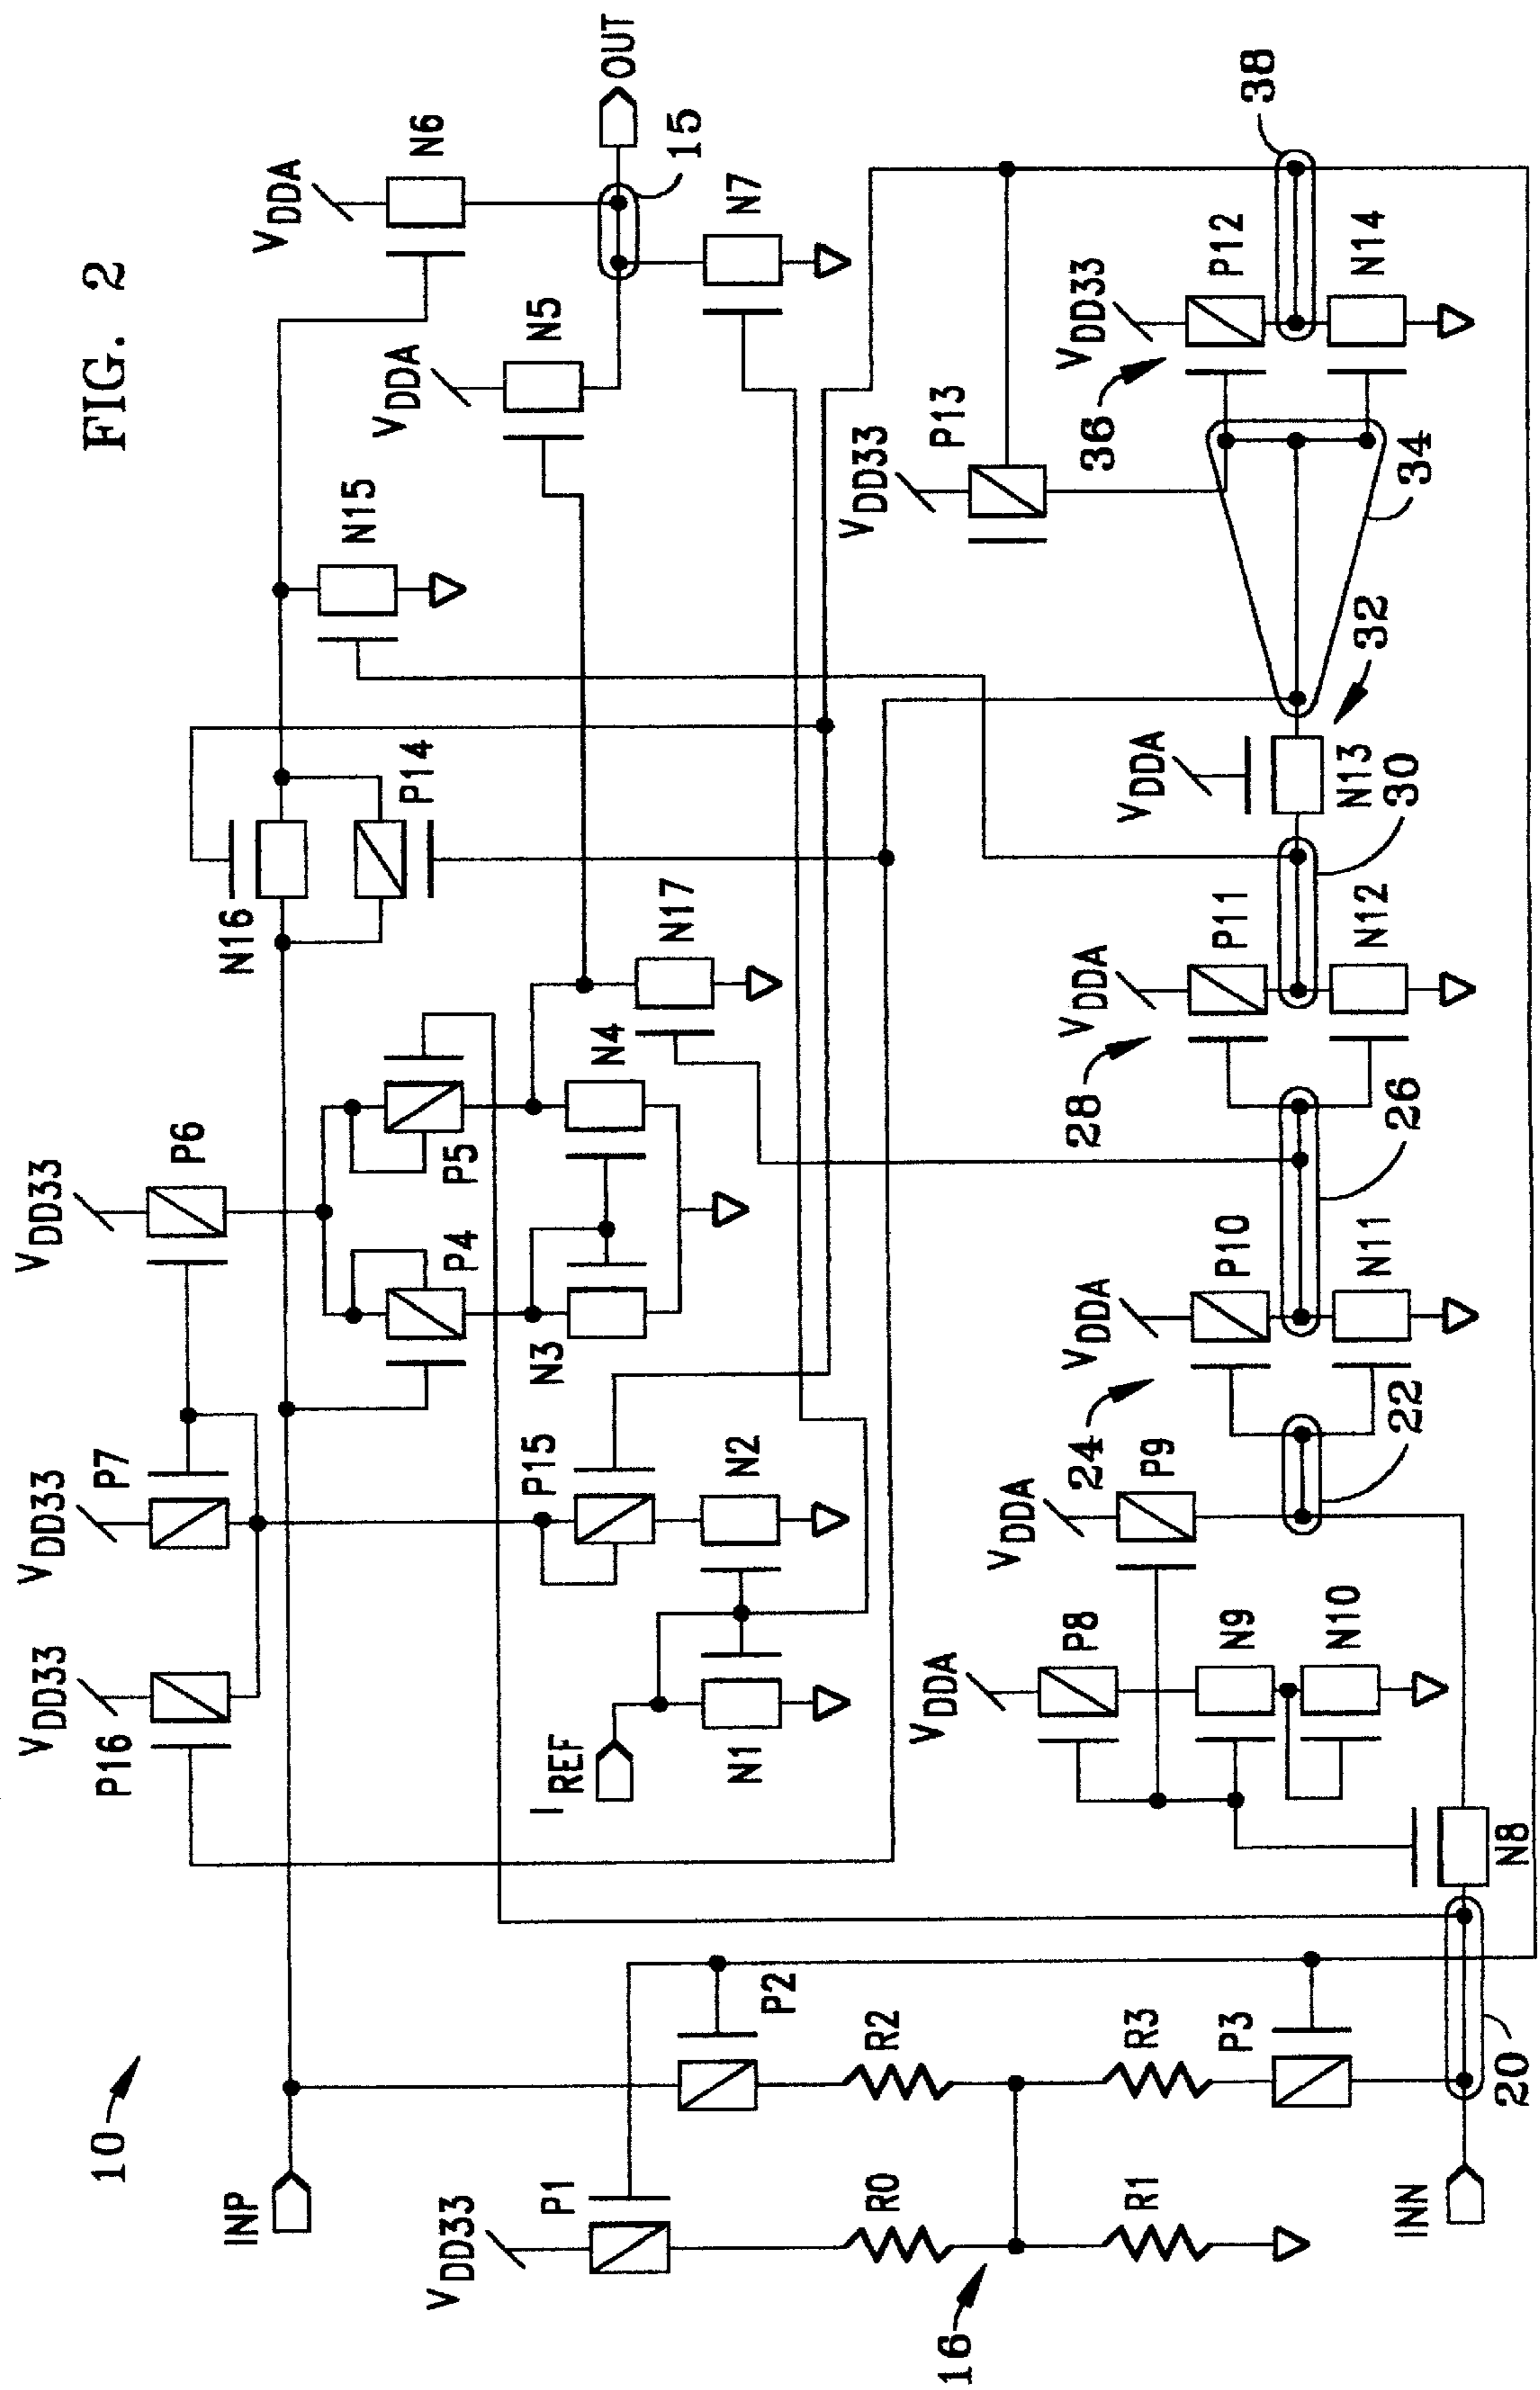 FIG. 2
10
INP
INN
OUT
IREF
VDD33
P16
VDD33
P7
VDD33
P6
P4
P5
N3
N4
N16
P14
N15
VDDA
N6
VDDA
N5
15
N7
N17
P15
N2
N1
VDD33
P1
P2
R0
R2
R1
R3
P3
16
20
N8
VDDA
P8
N9
N10
VDDA
P9
22
24
VDDA
P10
N11
26
28
VDDA
P11
N12
30
VDDA
N13
32
34
VDD33
P13
36
VDD33
P12
N14
38